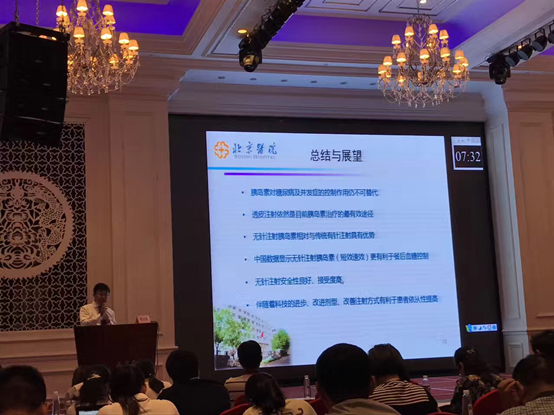 北京醫院
BEIJING HOSPITAL
总结与展望
07:32
胰岛素对糖尿病及并发症的控制作用仍不可替代
透皮注射依然是目前胰岛素治疗的最有效途径
无针注射胰岛素相对与传统有针注射具有优势
中国数据显示无针注射胰岛素（短效速效）更有利于餐后血糖控制
无针注射安全性良好、接受度高。
伴随着科技的进步、改进剂型、改善注射方式有利于患者依从性提高